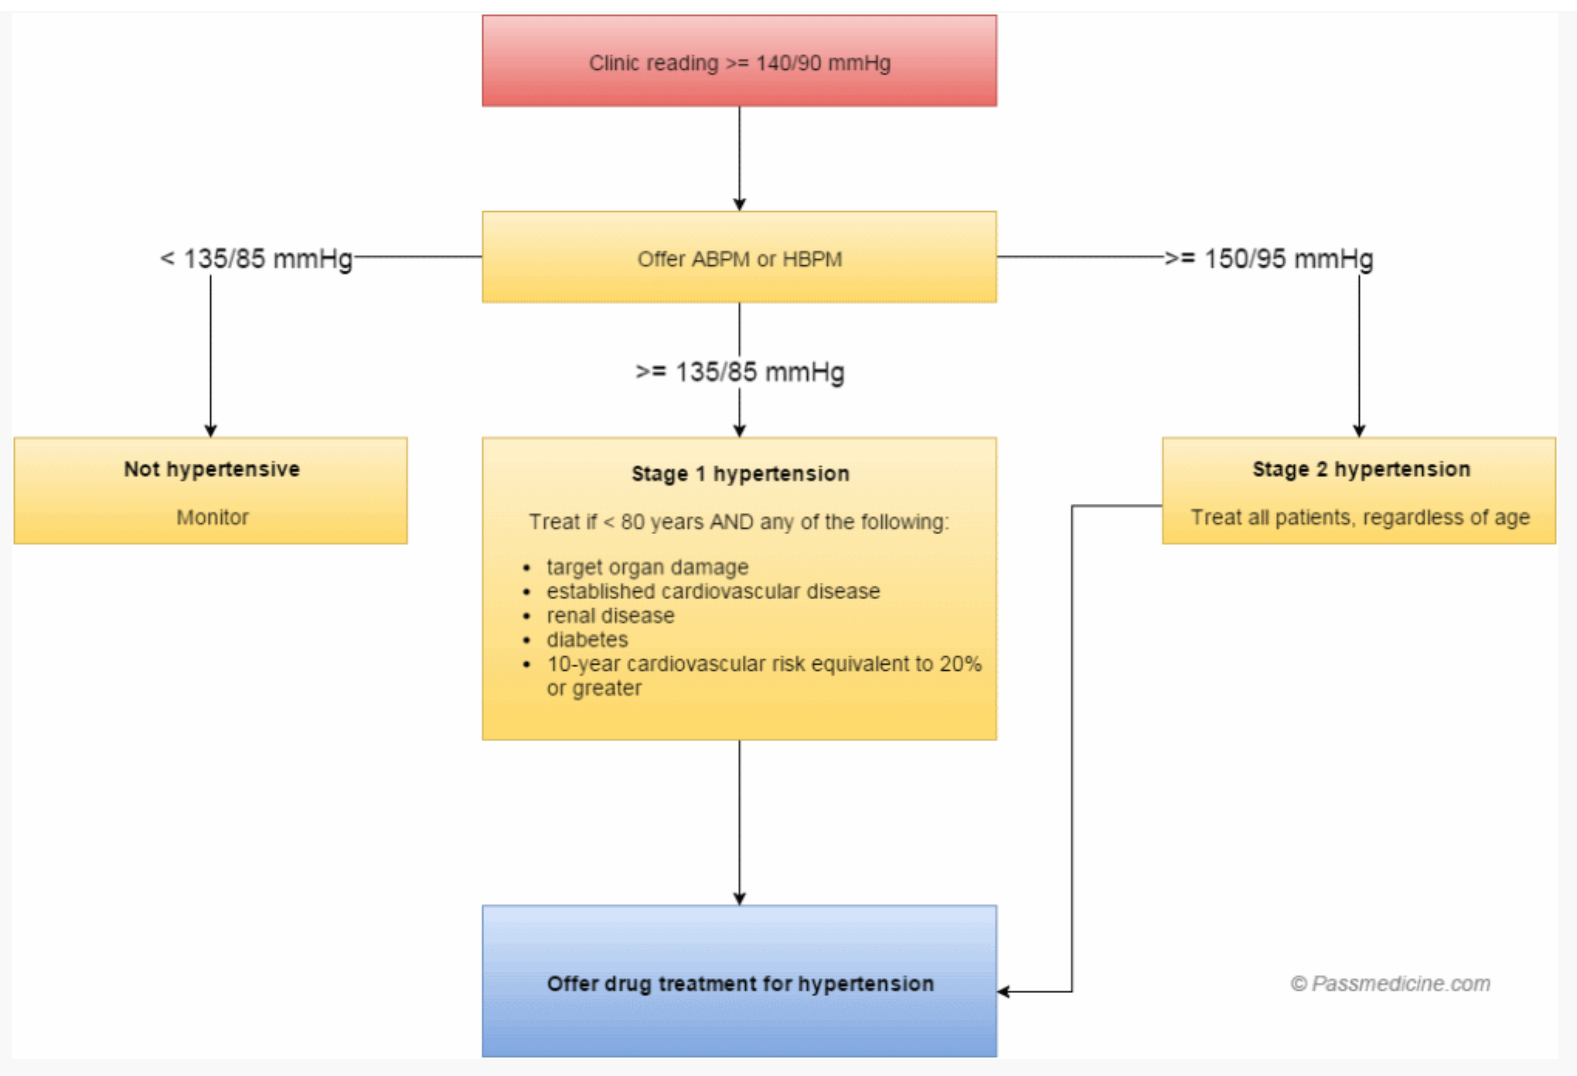 Clinic reading >= 140/90 mmHg
Offer ABPM or HBPM
< 135/85 mmHg
>= 150/95 mmHg
>= 135/85 mmHg
Not hypertensive
Monitor
Stage 1 hypertension
Treat if < 80 years AND any of the following:
• target organ damage
• established cardiovascular disease
• renal disease
• diabetes
• 10-year cardiovascular risk equivalent to 20%
or greater
Stage 2 hypertension
Treat all patients, regardless of age
Offer drug treatment for hypertension
© Passmedicine.com